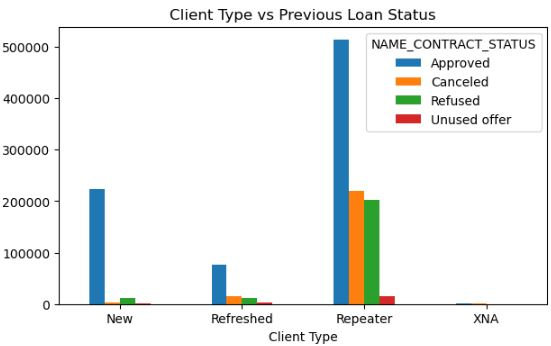 Client Type vs Previous Loan Status
NAME_CONTRACT_STATUS
Approved
Canceled
Refused
Unused offer
500000
400000
300000
200000
100000
0
New Refreshed Repeater XNA
Client Type